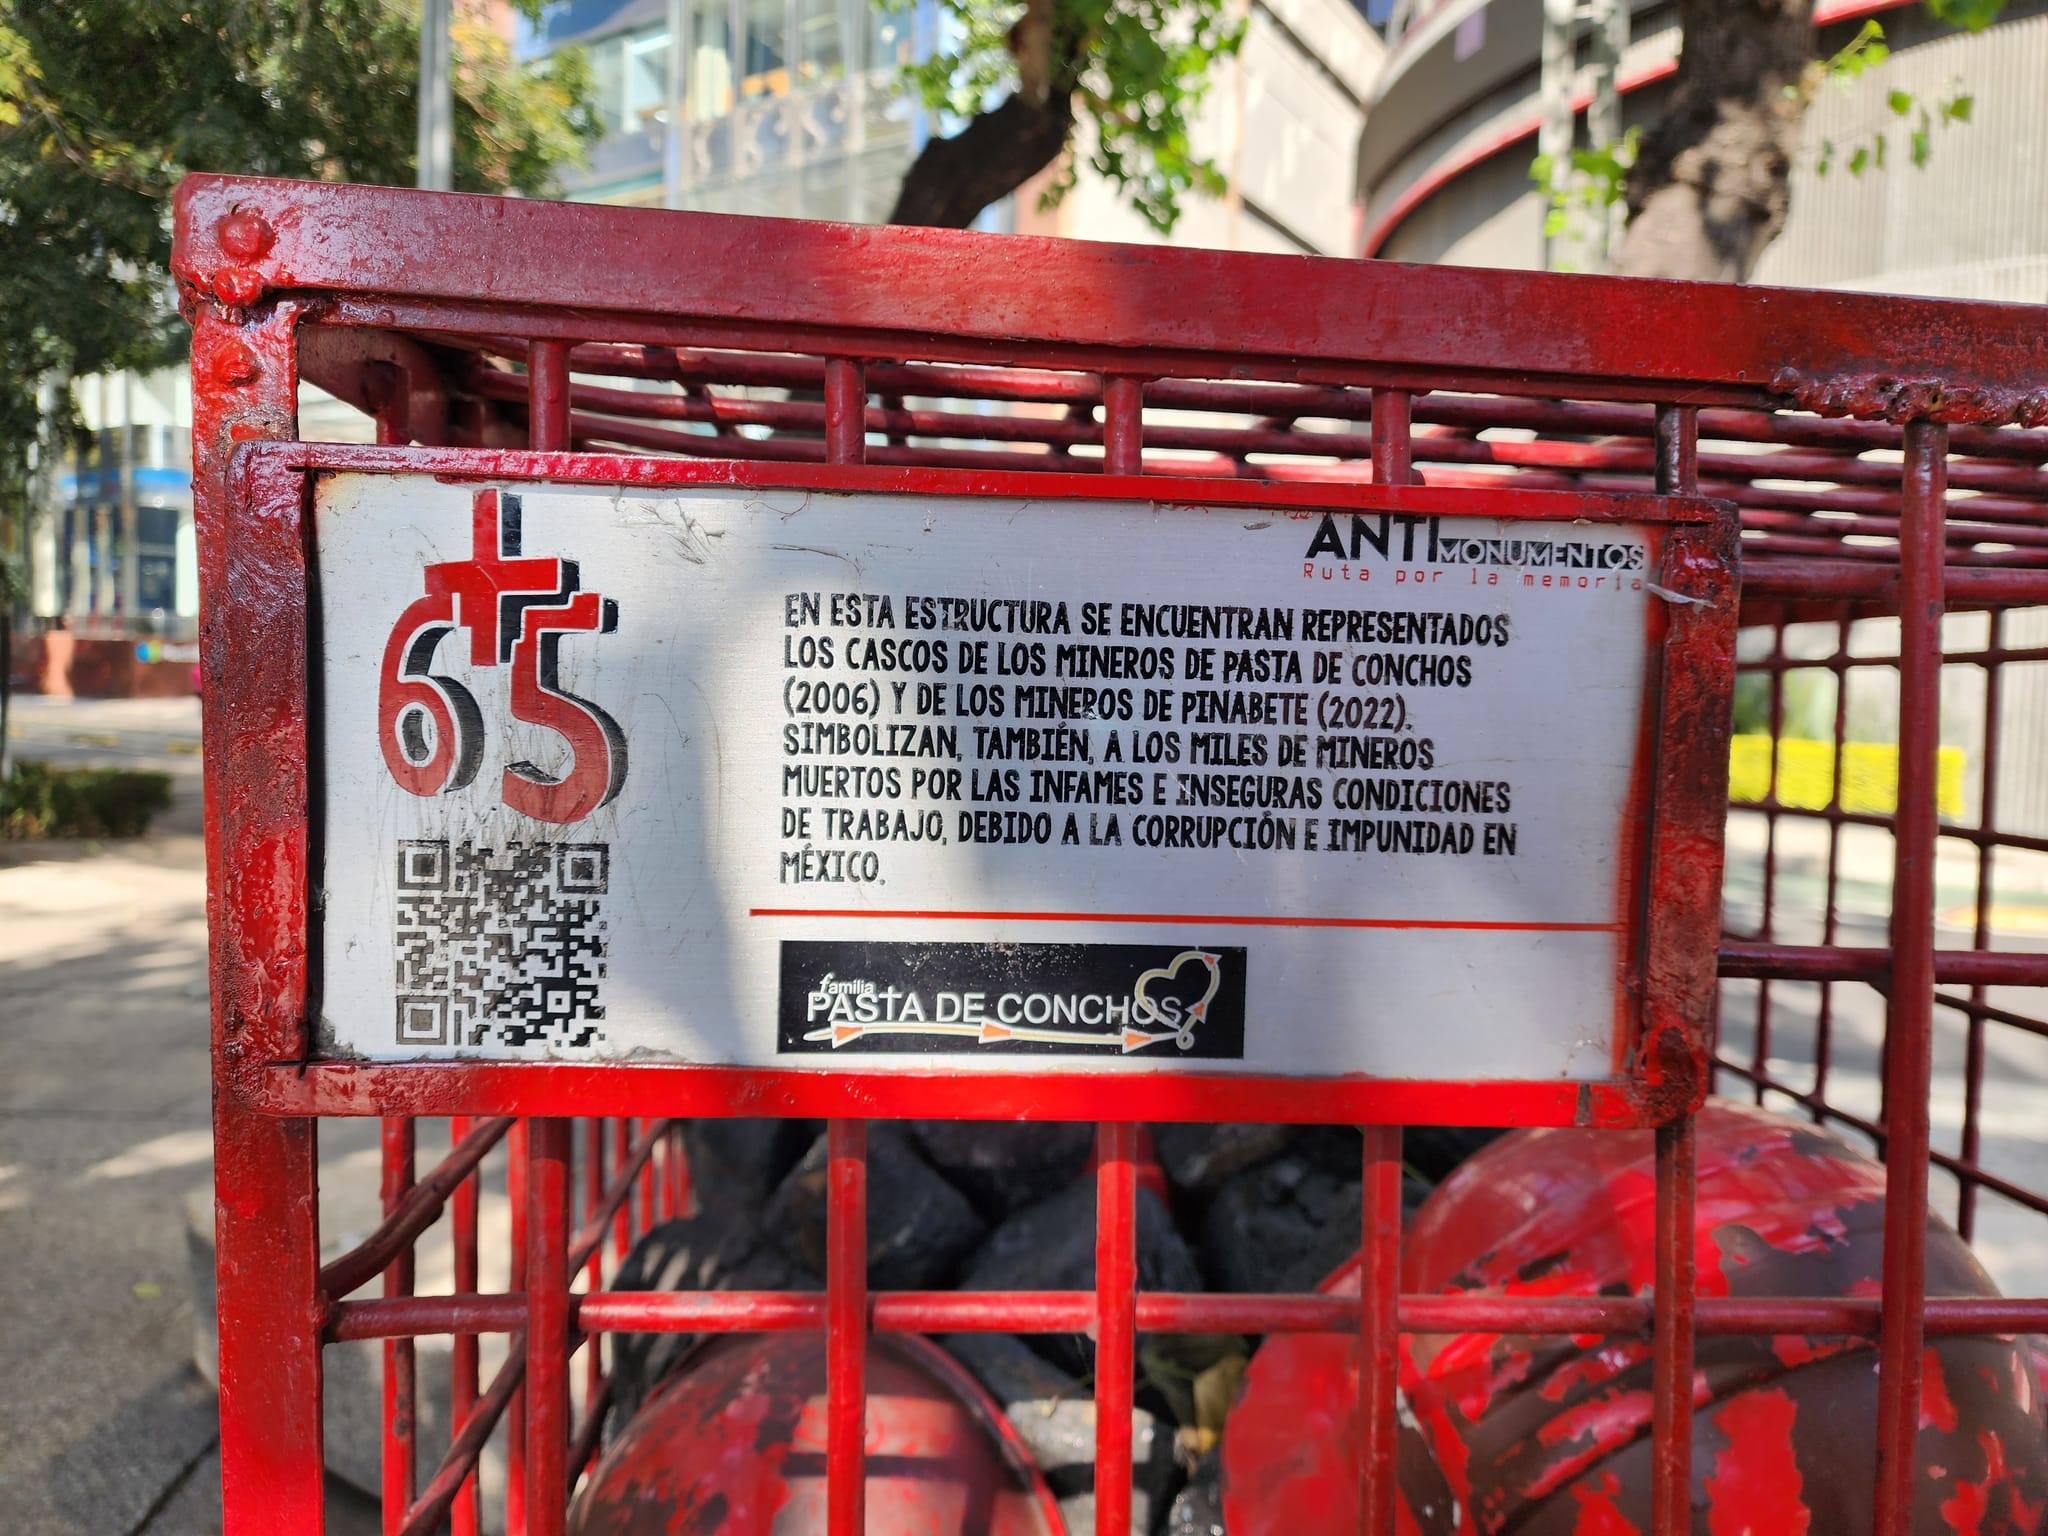 +
65
ANTIMONUMENTOS
Ruta por la memoria
EN ESTA ESTRUCTURA SE ENCUENTRAN REPRESENTADOS
LOS CASCOS DE LOS MINEROS DE PASTA DE CONCHOS
(2006) Y DE LOS MINEROS DE PINABETE (2022).
SIMBOLIZAN, TAMBIÉN, A LOS MILES DE MINEROS
MUERTOS POR LAS INFAMES E INSEGURAS CONDICIONES
DE TRABAJO, DEBIDO A LA CORRUPCIÓN E IMPUNIDAD EN
MÉXICO.
familia
PASTA DE CONCHOS